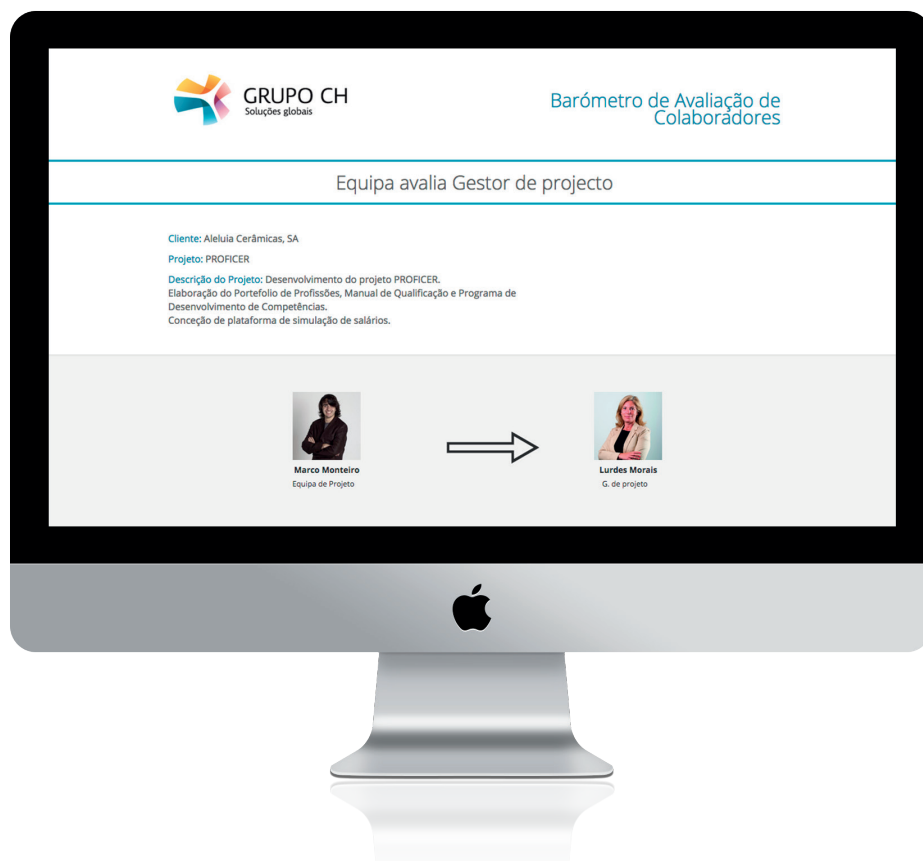 GRUPO CH
Soluções globais
Barómetro de Avaliação de
Colaboradores
Equipa avalia Gestor de projecto
Cliente: Aleluia Cerâmicas, SA
Projeto: PROFICER
Descrição do Projeto: Desenvolvimento do projeto PROFICER.
Elaboração do Portefolio de Profissões, Manual de Qualificação e Programa de
Desenvolvimento de Competências.
Conceção de plataforma de simulação de salários.
Marco Monteiro
Equipa de Projeto
Lurdes Morais
G. de projeto